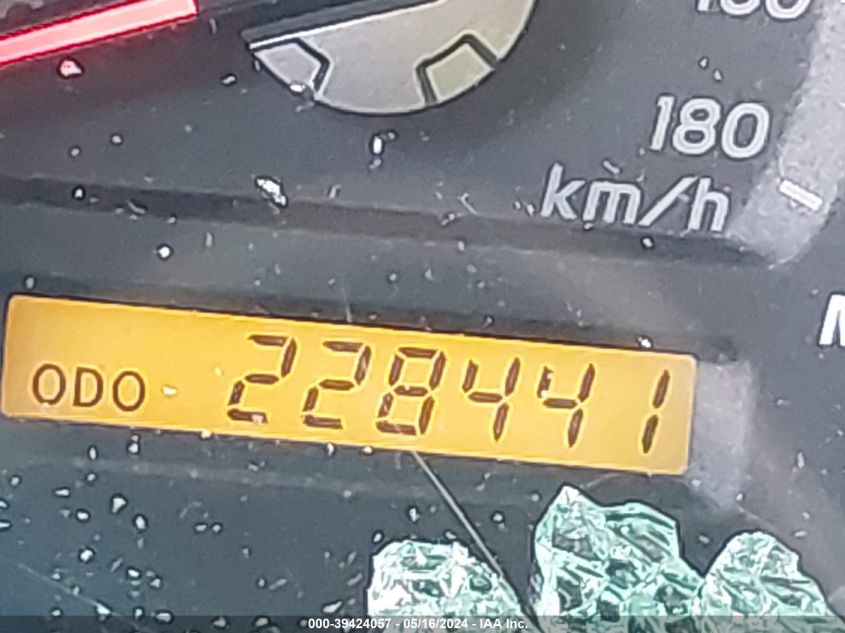 180
km/h
ODO 228441
000-39424057 - 05/16/2024 - IAA Inc.